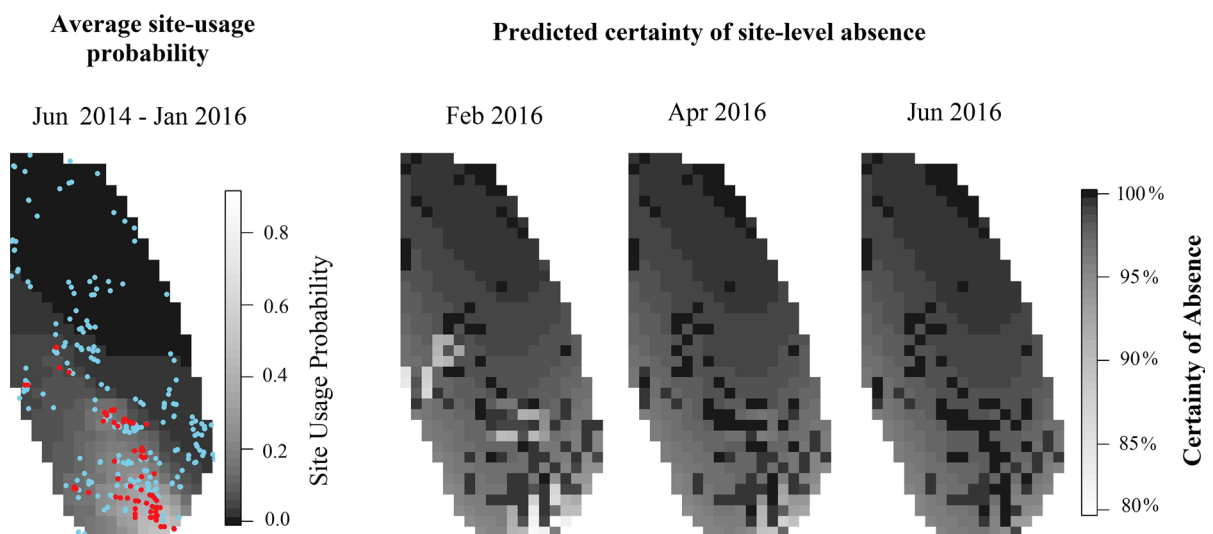 Average site-usage
probability
Predicted certainty of site-level absence
Jun 2014 - Jan 2016
Feb 2016
Apr 2016
Jun 2016
0.8
0.6
0.4
0.2
0.0
Site Usage Probability
100%
95%
90%
85%
80%
Certainty of Absence